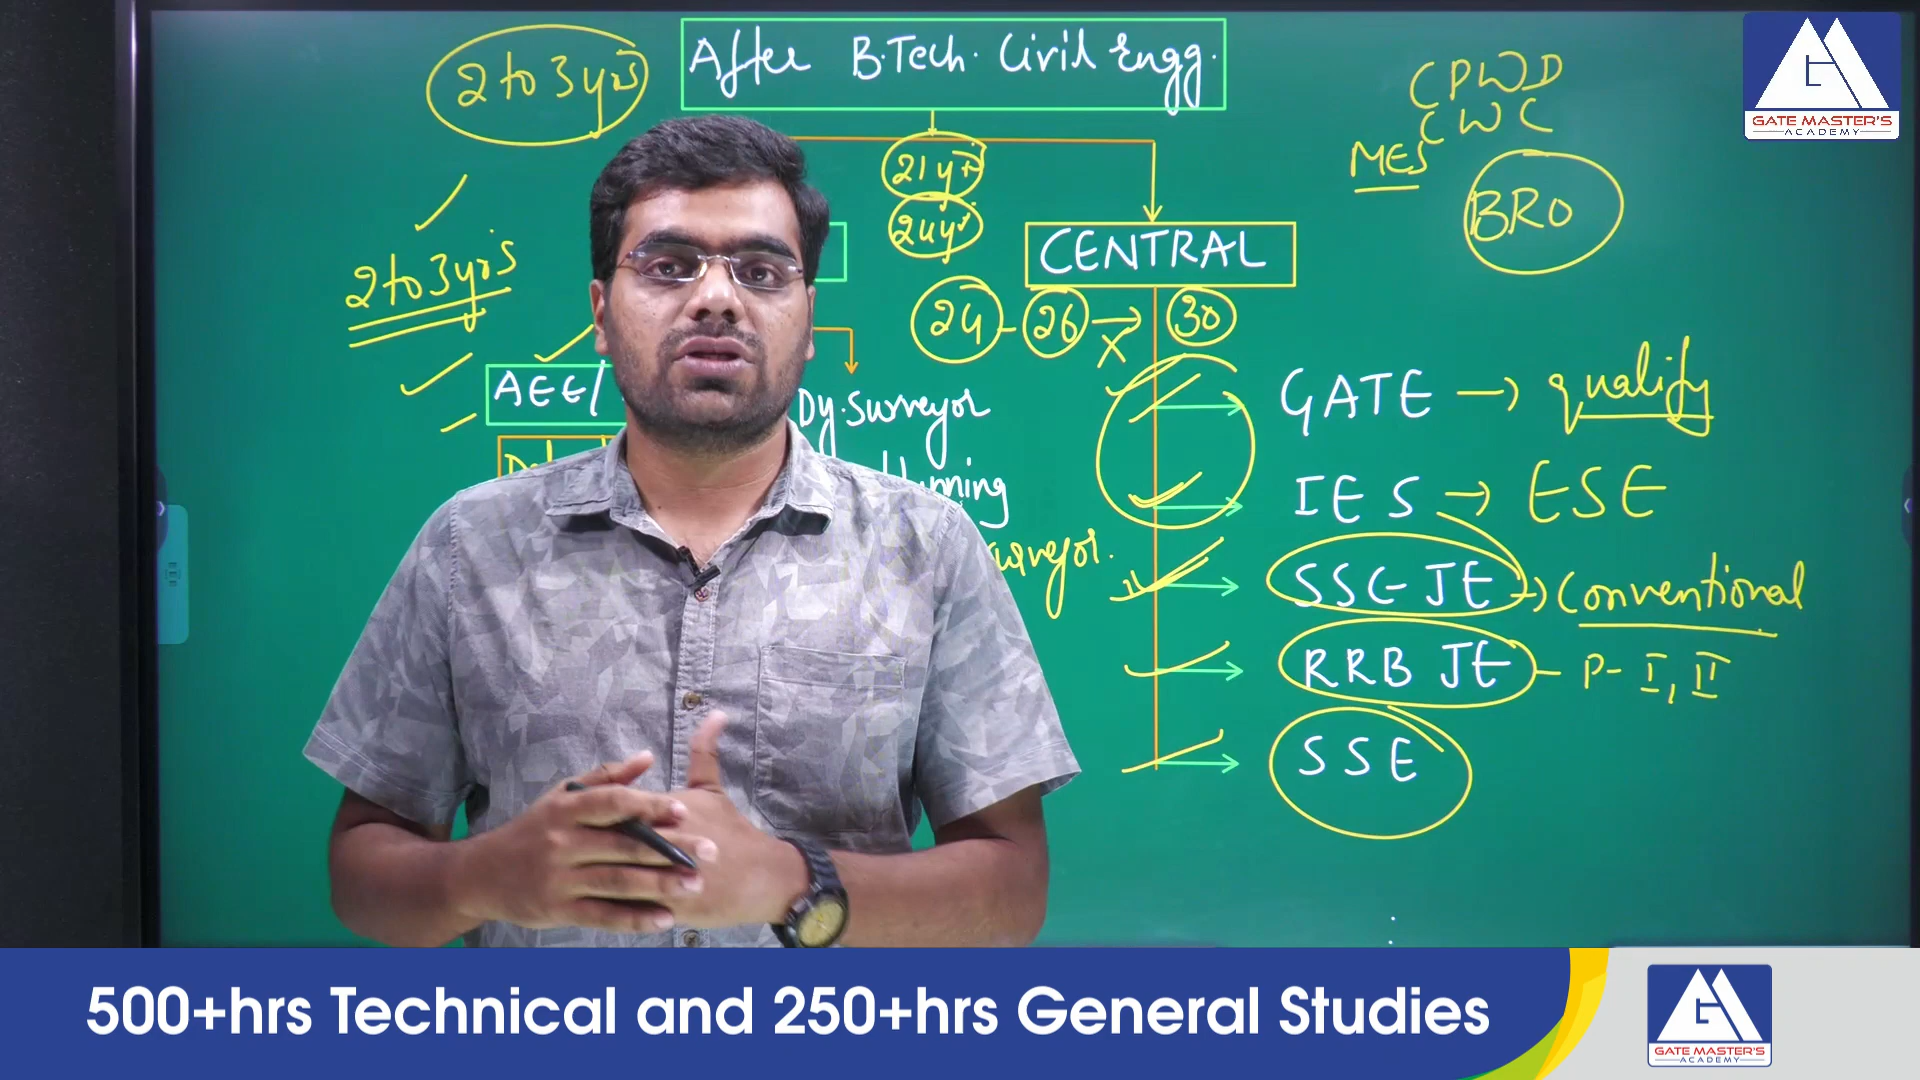 2 to 3 yrs
After B.Tech. Civil Engg.
CPWD
CWC
MES
BRO
GATE MASTER'S
ACADEMY
21 yr
24 yr
2 to 3 yrs
CENTRAL
24 - 26 → 30
X
AEE/
Dy. Surveyor
GATE → qualify
IES → ESE
SSC-JE → Conventional
RRB JE - P- I, II
SSE
500+hrs Technical and 250+hrs General Studies
GATE MASTER'S
ACADEMY